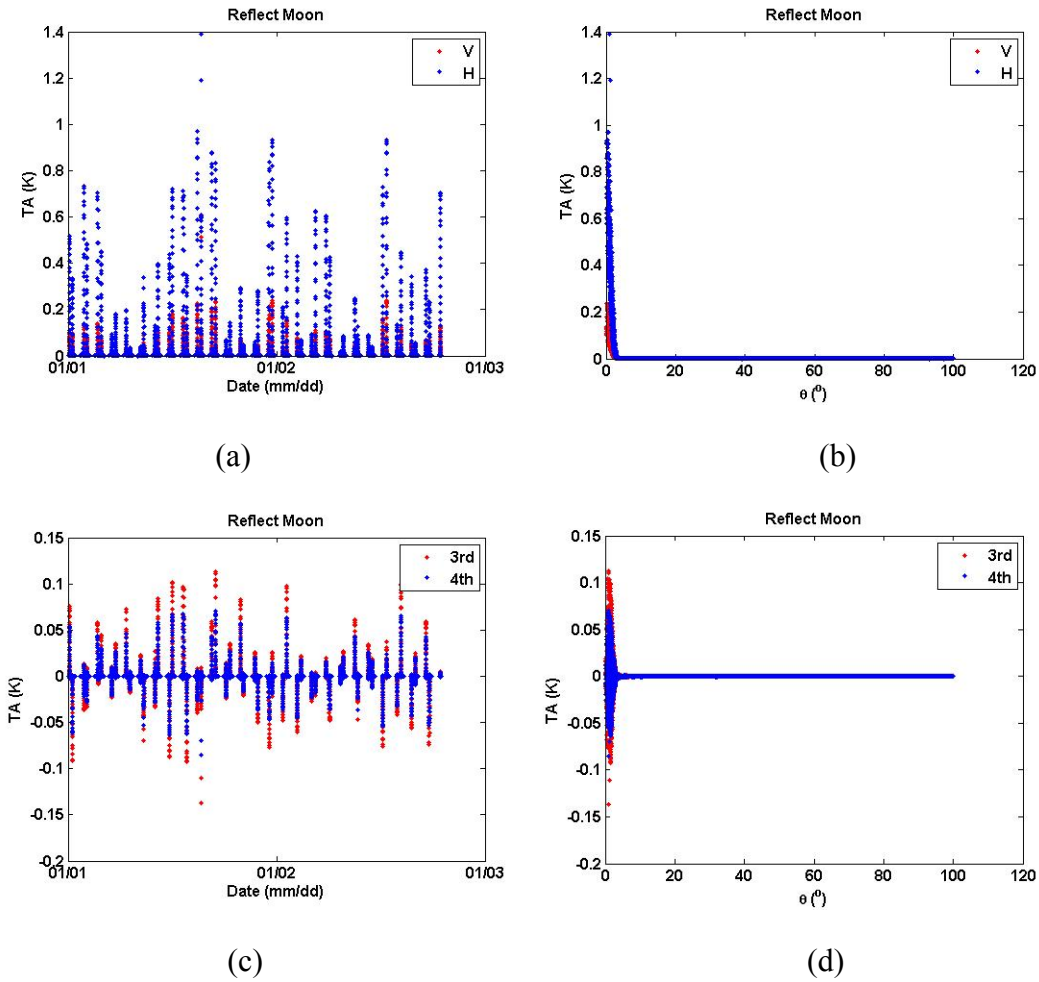 Reflect Moon
1.4
1.2
1
0.8
0.6
0.4
0.2
0
TA (K)
V
H
01/01 01/02 01/03
Date (mm/dd)
(a)
Reflect Moon
1.4
1.2
1
0.8
0.6
0.4
0.2
0
TA (K)
V
H
0 20 40 60 80 100 120
θ (⁰)
(b)
Reflect Moon
0.15
0.1
0.05
0
-0.05
-0.1
-0.15
-0.2
TA (K)
3rd
4th
01/01 01/02 01/03
Date (mm/dd)
(c)
Reflect Moon
0.15
0.1
0.05
0
-0.05
-0.1
-0.15
-0.2
TA (K)
3rd
4th
0 20 40 60 80 100 120
θ (⁰)
(d)